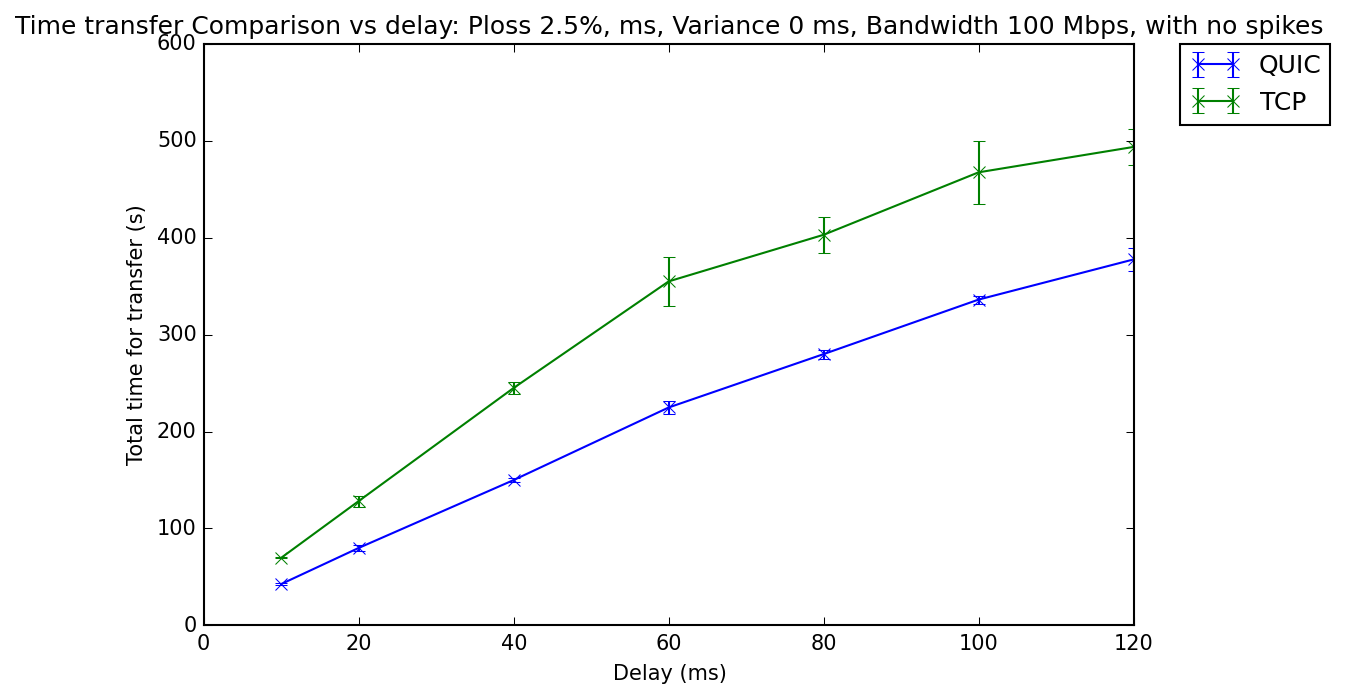 Time transfer Comparison vs delay: Ploss 2.5%, ms, Variance 0 ms, Bandwidth 100 Mbps, with no spikes
QUIC
TCP
Total time for transfer (s)
600
500
400
300
200
100
0
0 20 40 60 80 100 120
Delay (ms)